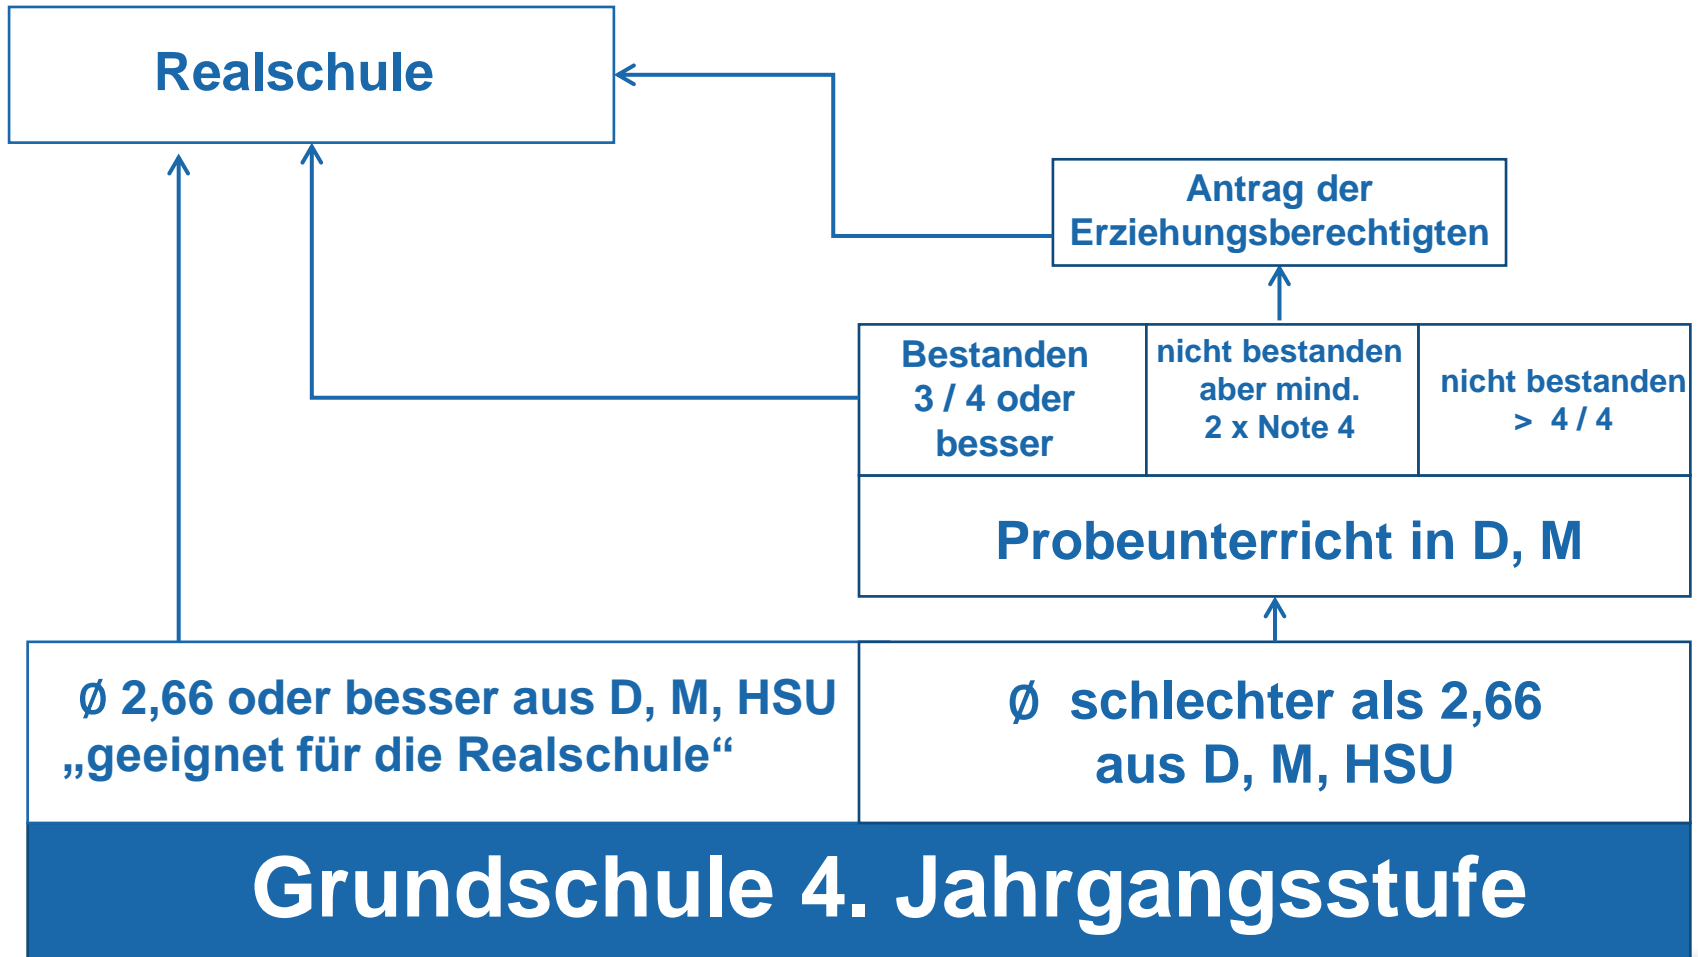 Realschule
Antrag der
Erziehungsberechtigten
Bestanden
3 / 4 oder
besser
nicht bestanden
aber mind.
2 x Note 4
nicht bestanden
> 4 / 4
Probeunterricht in D, M
Ø 2,66 oder besser aus D, M, HSU
„geeignet für die Realschule“
Ø schlechter als 2,66
aus D, M, HSU
Grundschule 4. Jahrgangsstufe